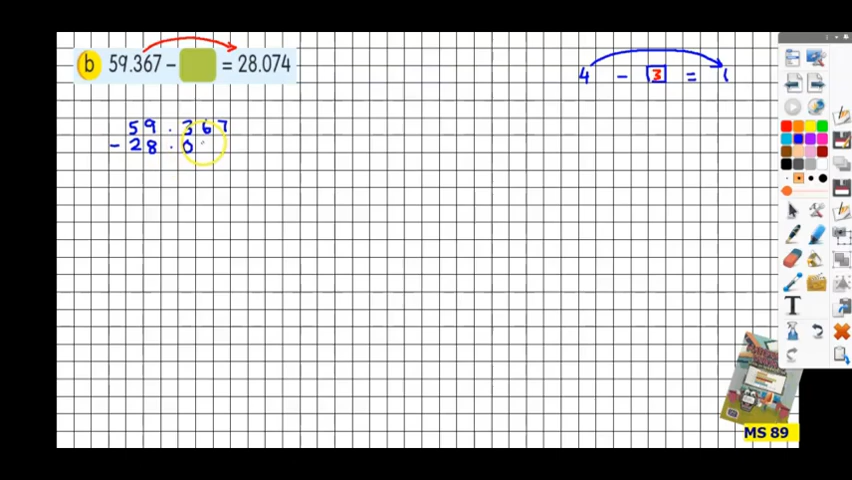 b 59.367 − = 28.074
4 − 3 = 1
59.367
− 28.0
T
MS 89